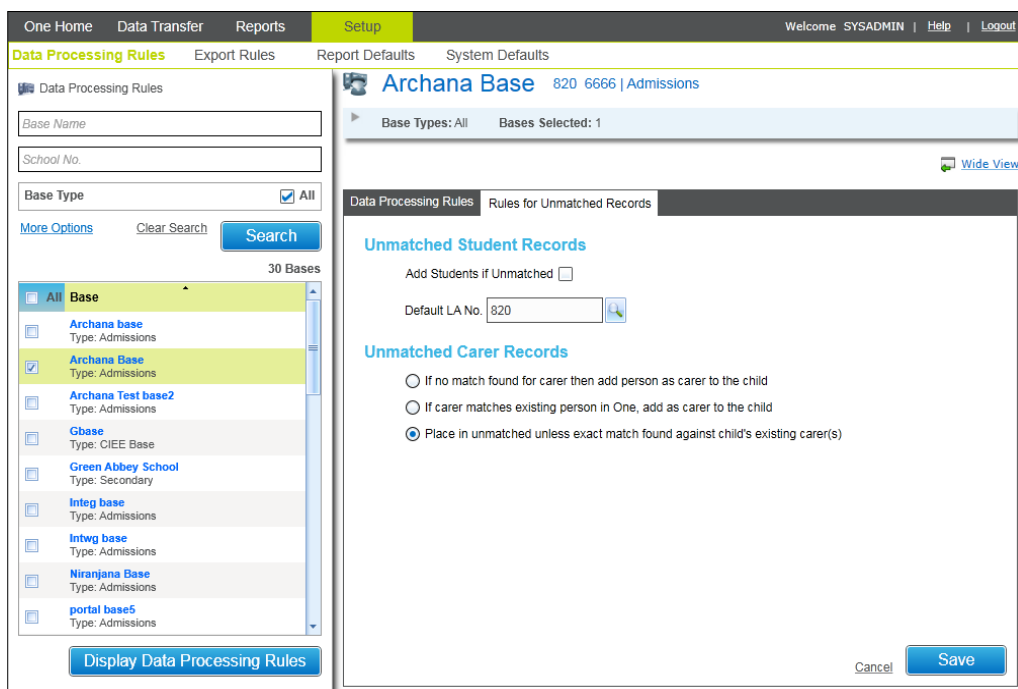 One Home Data Transfer Reports Setup Welcome SYSADMIN | Help | Logout
Data Processing Rules Export Rules Report Defaults System Defaults
Data Processing Rules
Base Name
School No.
Base Type All
More Options Clear Search Search
30 Bases
All Base
Archana base
Type: Admissions
Archana Base
Type: Admissions
Archana Test base2
Type: Admissions
Gbase
Type: CIEE Base
Green Abbey School
Type: Secondary
Integ base
Type: Admissions
Intwg base
Type: Admissions
Niranjana Base
Type: Admissions
portal base5
Type: Admissions
Display Data Processing Rules
Archana Base 820 6666 | Admissions
Base Types: All Bases Selected: 1
Wide View
Data Processing Rules Rules for Unmatched Records
Unmatched Student Records
Add Students if Unmatched
Default LA No. 820
Unmatched Carer Records
If no match found for carer then add person as carer to the child
If carer matches existing person in One, add as carer to the child
Place in unmatched unless exact match found against child's existing carer(s)
Cancel Save